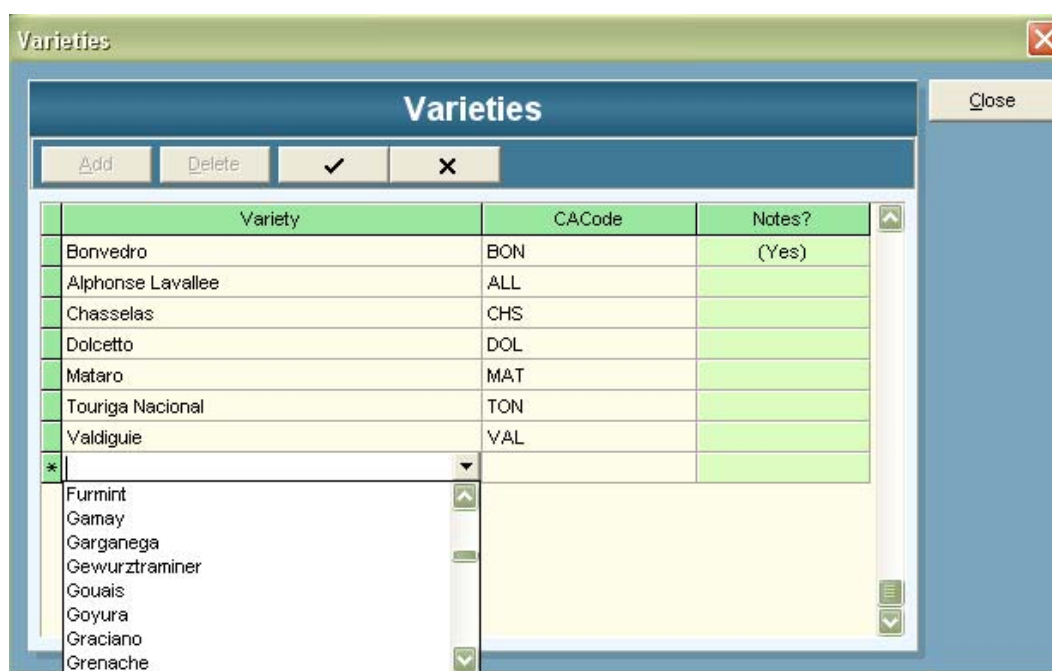 Varieties
Varieties
Close
Add Delete ✓ ✗
Variety CACode Notes?
Bonvedro BON (Yes)
Alphonse Lavallee ALL
Chasselas CHS
Dolcetto DOL
Mataro MAT
Touriga Nacional TON
Valdiguie VAL
*
Furmint
Gamay
Garganega
Gewurztraminer
Gouais
Goyura
Graciano
Grenache